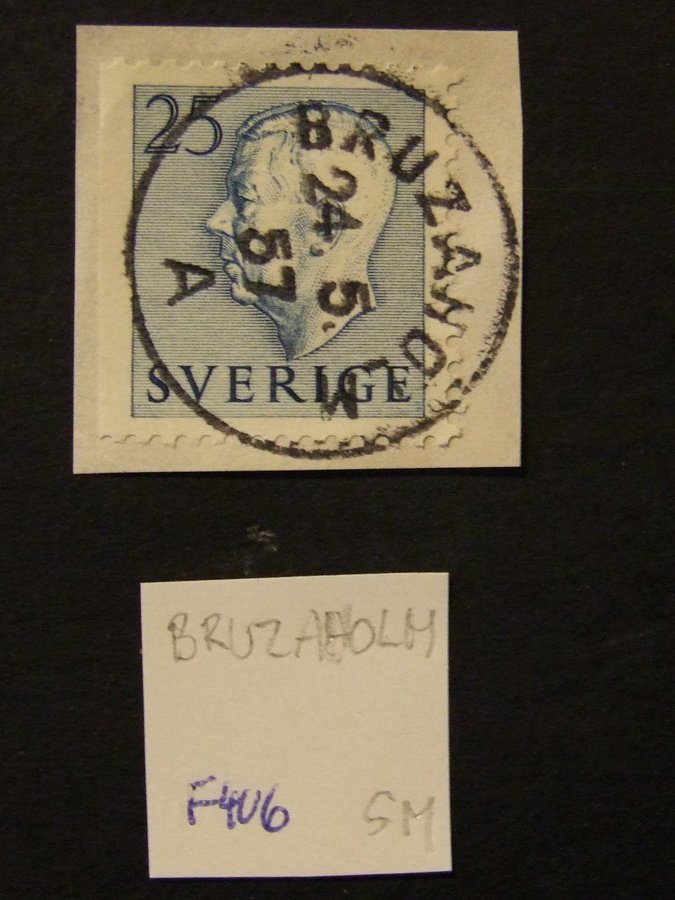 25
SVERIGE
BRUZAHOLM
24. 5.
57
A
BRUZAHOLM
F406
SM